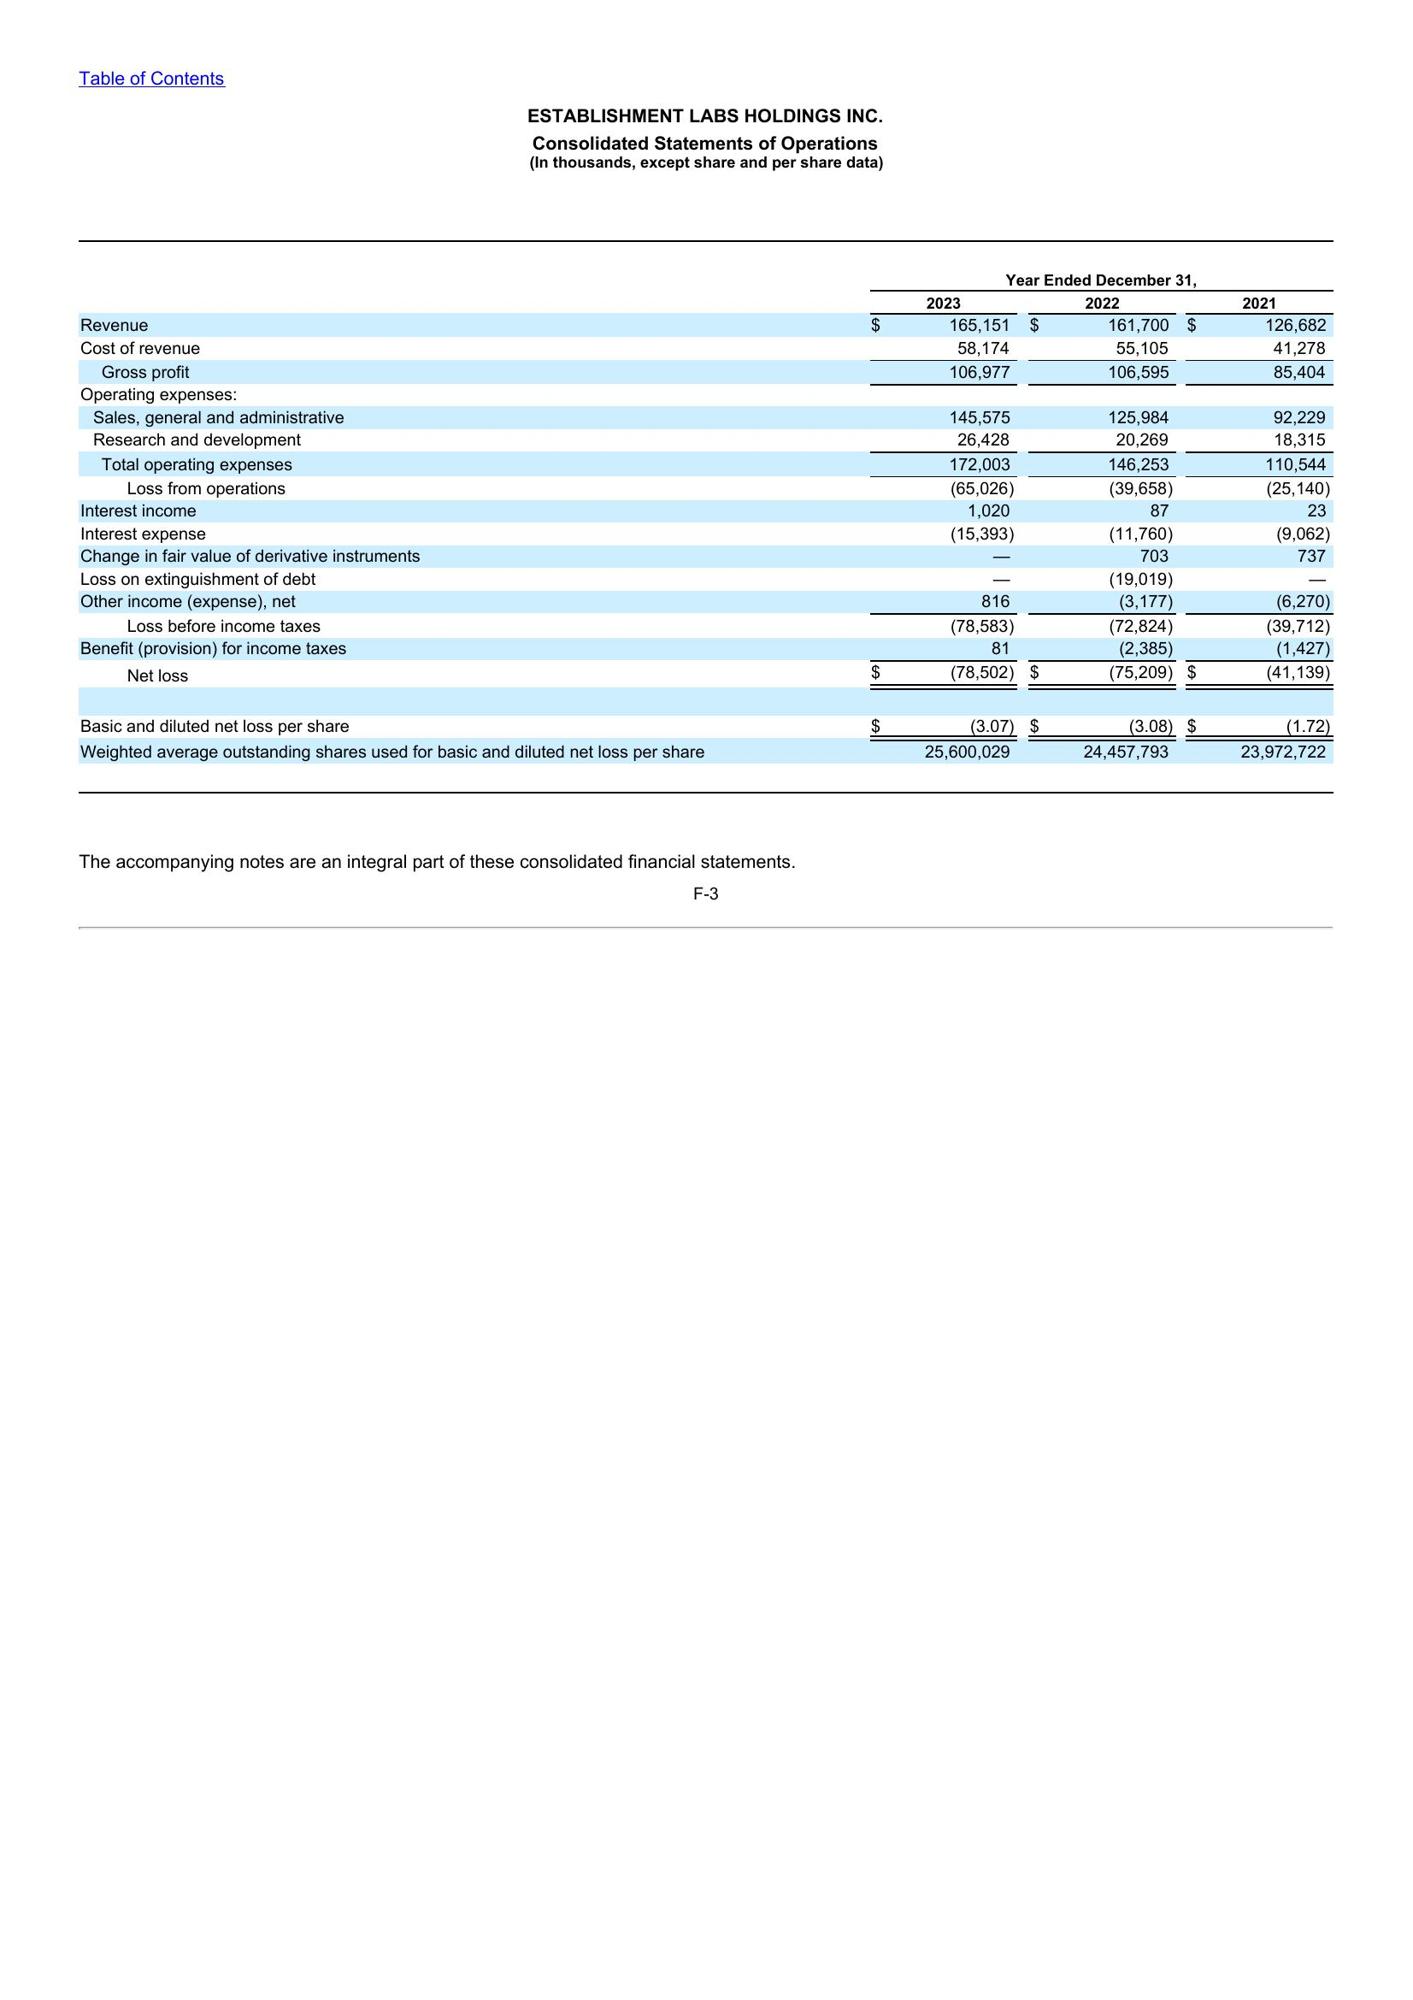 Table of Contents
ESTABLISHMENT LABS HOLDINGS INC.
Consolidated Statements of Operations
(In thousands, except share and per share data)
Year Ended December 31,
2023 2022 2021
Revenue $ 165,151 $ 161,700 $ 126,682
Cost of revenue 58,174 55,105 41,278
Gross profit 106,977 106,595 85,404
Operating expenses:
Sales, general and administrative 145,575 125,984 92,229
Research and development 26,428 20,269 18,315
Total operating expenses 172,003 146,253 110,544
Loss from operations (65,026) (39,658) (25,140)
Interest income 1,020 87 23
Interest expense (15,393) (11,760) (9,062)
Change in fair value of derivative instruments — 703 737
Loss on extinguishment of debt — (19,019) —
Other income (expense), net 816 (3,177) (6,270)
Loss before income taxes (78,583) (72,824) (39,712)
Benefit (provision) for income taxes 81 (2,385) (1,427)
Net loss $ (78,502) $ (75,209) $ (41,139)
Basic and diluted net loss per share $ (3.07) $ (3.08) $ (1.72)
Weighted average outstanding shares used for basic and diluted net loss per share 25,600,029 24,457,793 23,972,722
The accompanying notes are an integral part of these consolidated financial statements.
F-3